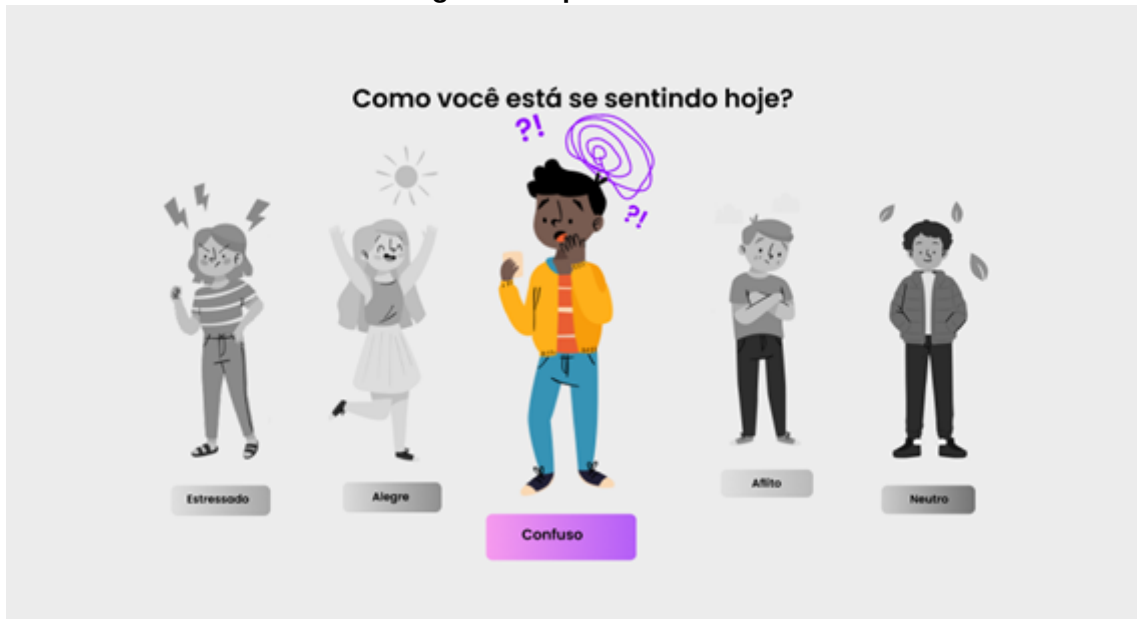 Como você está se sentindo hoje?
?!
?!
Estressado
Alegre
Confuso
Aflito
Neutro